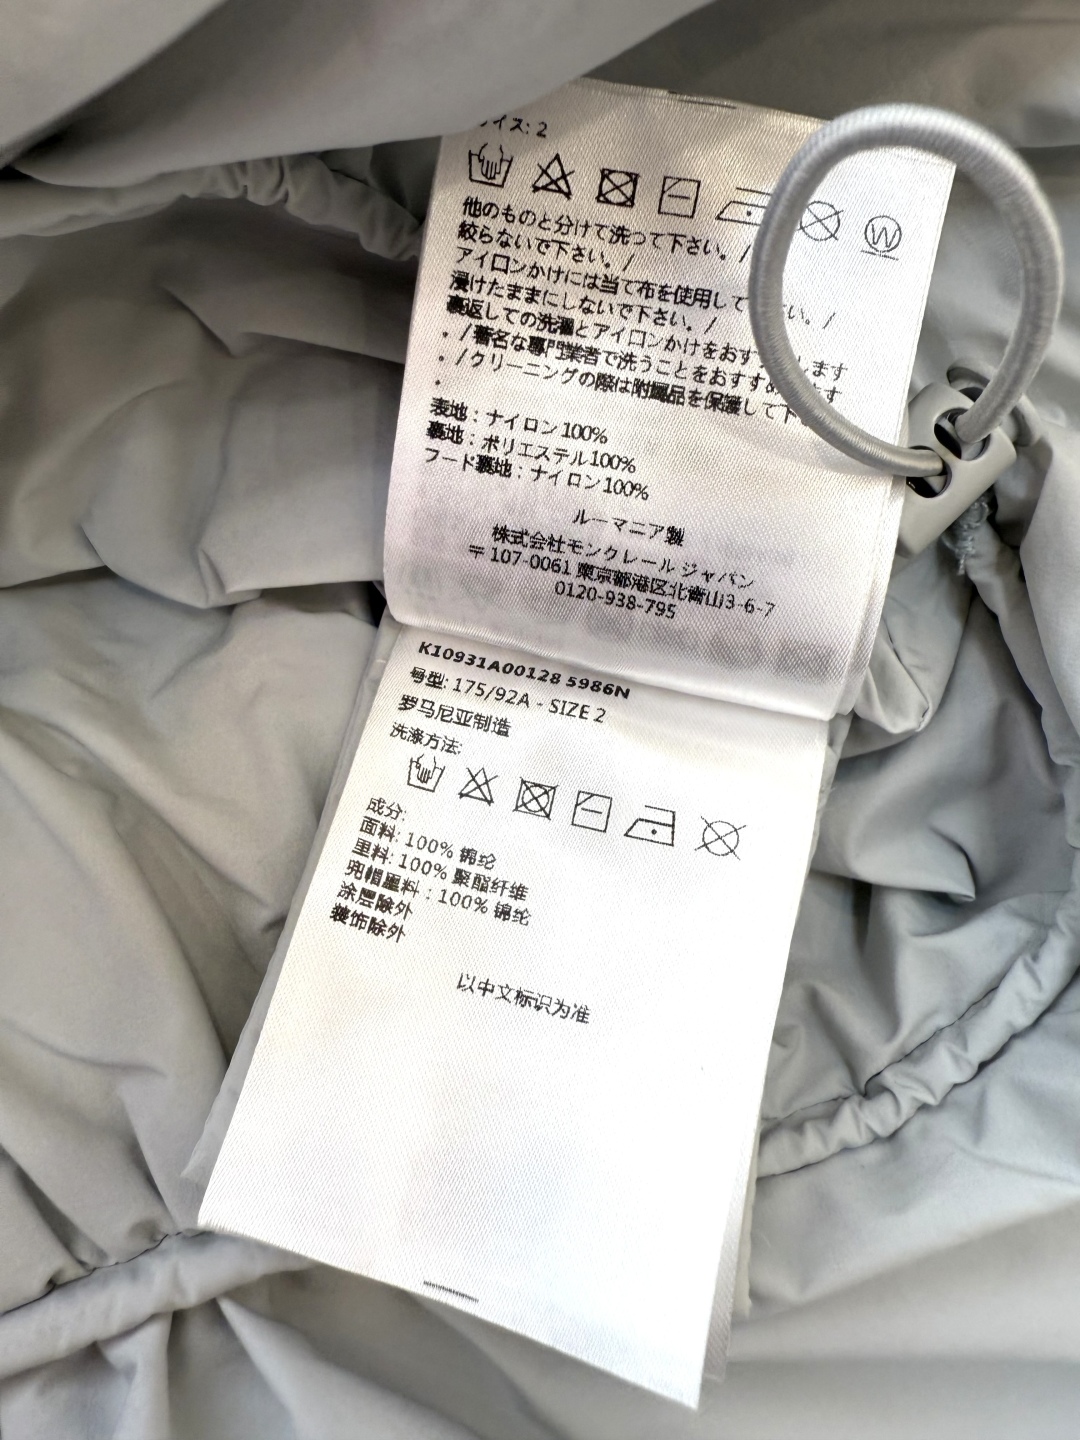 イズ: 2
他のものと分けて洗って下さい。/
絞らないで下さい。/
アイロンかけには当て布を使用して さい。/
浸けたままにしないで下さい。/
裏返しての洗濯とアイロンかけをおす します
。/著名な専門業者で洗うことをおすすめ す
。/クリーニングの際は附属品を保護して下
。
表地：ナイロン100%
裏地：ポリエステル100%
フード裏地：ナイロン100%
ルーマニア製
株式会社モンクレール ジャパン
〒107-0061 東京都港区北青山3-6-7
0120-938-795
K10931A00128 5986N
号型: 175/92A - SIZE 2
罗马尼亚制造
洗涤方法:
成分:
面料: 100% 锦纶
里料: 100% 聚酯纤维
兜帽里料：100% 锦纶
涂层除外
装饰除外
以中文标识为准